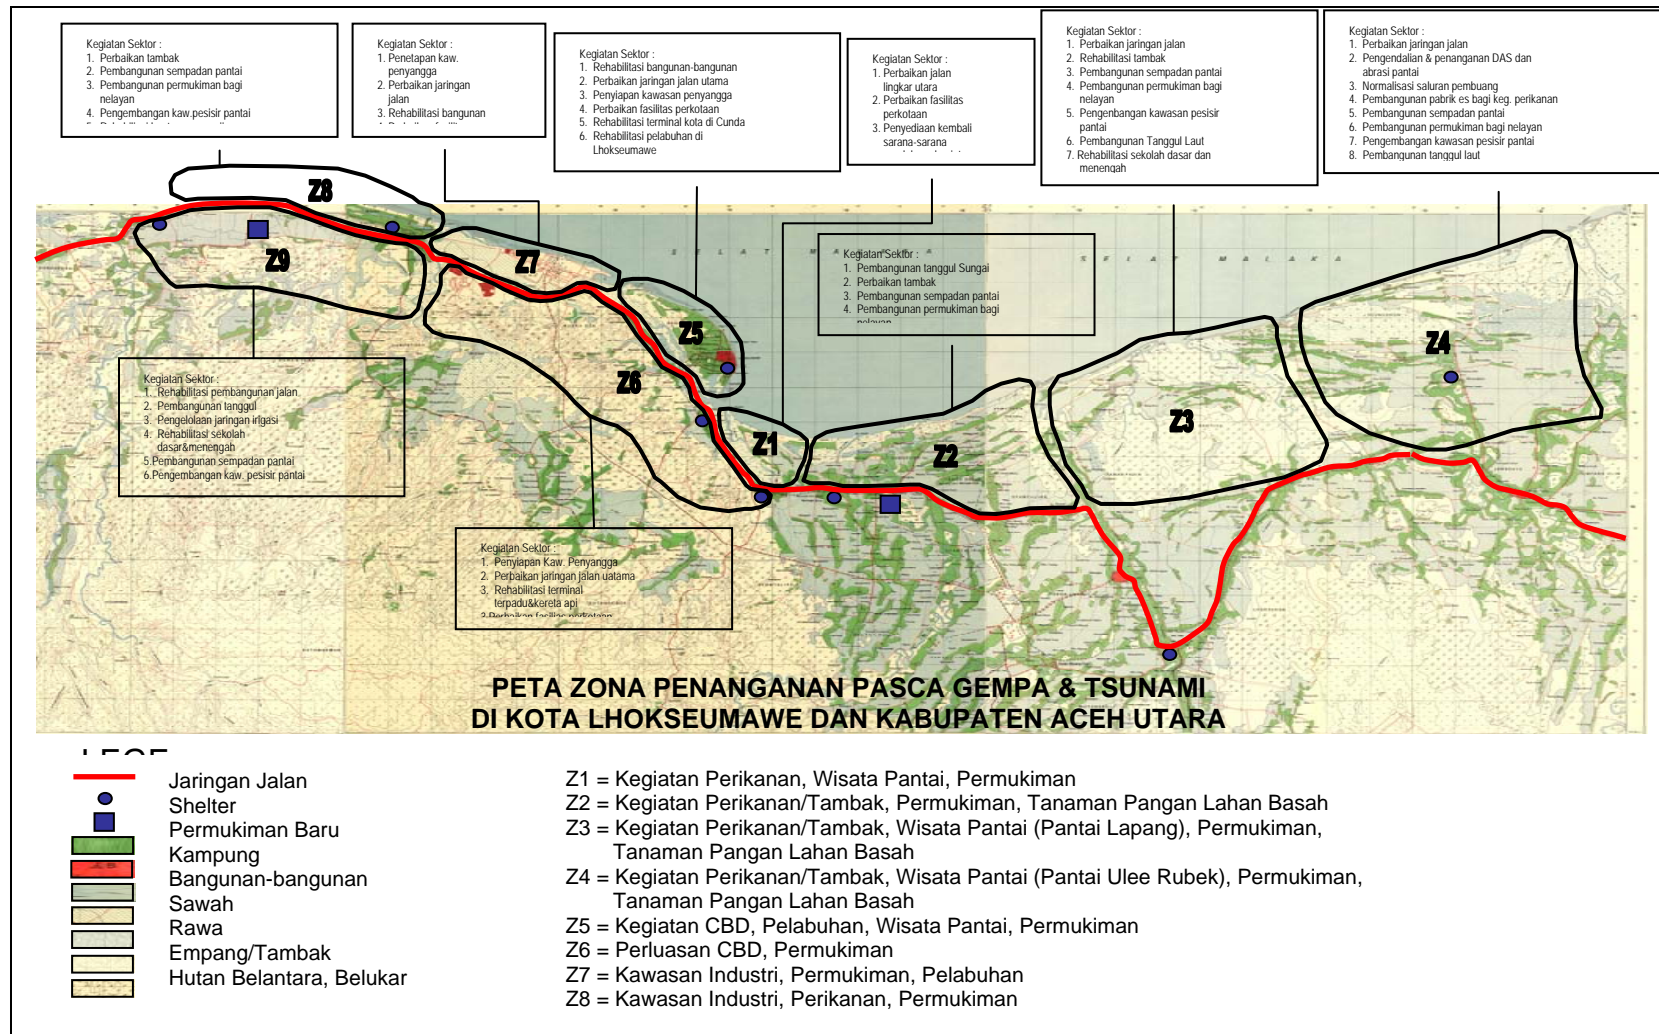 Kegiatan Sektor :
1. Perbaikan tambak
2. Pembangunan sempadan pantai
3. Pembangunan permukiman bagi
nelayan
4. Pengembangan kaw.pesisir pantai
Kegiatan Sektor :
1. Penetapan kaw.
penyangga
2. Perbaikan jaringan
jalan
3. Rehabilitasi bangunan
Kegiatan Sektor :
1. Rehabilitasi bangunan-bangunan
2. Perbaikan jaringan jalan utama
3. Penyiapan kawasan penyangga
4. Perbaikan fasilitas perkotaan
5. Rehabilitasi terminal kota di Cunda
6. Rehabilitasi pelabuhan di
Lhokseumawe
Kegiatan Sektor :
1. Perbaikan jalan
lingkar utara
2. Perbaikan fasilitas
perkotaan
3. Penyediaan kembali
sarana-sarana
Kegiatan Sektor :
1. Perbaikan jaringan jalan
2. Rehabilitasi tambak
3. Pembangunan sempadan pantai
4. Pembangunan permukiman bagi
nelayan
5. Pengenbangan kawasan pesisir
pantai
6. Pembangunan Tanggul Laut
7. Rehabilitasi sekolah dasar dan
menengah
Kegiatan Sektor :
1. Perbaikan jaringan jalan
2. Pengendalian & penanganan DAS dan
abrasi pantai
3. Normalisasi saluran pembuang
4. Pembangunan pabrik es bagi keg. perikanan
5. Pembangunan sempadan pantai
6. Pembangunan permukiman bagi nelayan
7. Pengembangan kawasan pesisir pantai
8. Pembangunan tanggul laut
Z8
Z9
Z7
SELAT MALAKA
Kegiatan Sektor :
1. Pembangunan tanggul Sungai
2. Perbaikan tambak
3. Pembangunan sempadan pantai
4. Pembangunan permukiman bagi
nelayan
SELAT MALAKA
Z5
Z4
Z6
Z3
Z1
Z2
Kegiatan Sektor :
1. Rehabilitasi pembangunan jalan
2. Pembangunan tanggul
3. Pengelolaan jaringan irigasi
4. Rehabilitasi sekolah
dasar&menengah
5.Pembangunan sempadan pantai
6.Pengembangan kaw. pesisir pantai
Kegiatan Sektor :
1. Penyiapan Kaw. Penyangga
2. Perbaikan jaringan jalan uatama
3. Rehabilitasi terminal
terpadu&kereta api
3.Perbaikan fasilias perkotaan
PETA ZONA PENANGANAN PASCA GEMPA & TSUNAMI
DI KOTA LHOKSEUMAWE DAN KABUPATEN ACEH UTARA
Jaringan Jalan
Shelter
Permukiman Baru
Kampung
Bangunan-bangunan
Sawah
Rawa
Empang/Tambak
Hutan Belantara, Belukar
Z1 = Kegiatan Perikanan, Wisata Pantai, Permukiman
Z2 = Kegiatan Perikanan/Tambak, Permukiman, Tanaman Pangan Lahan Basah
Z3 = Kegiatan Perikanan/Tambak, Wisata Pantai (Pantai Lapang), Permukiman,
Tanaman Pangan Lahan Basah
Z4 = Kegiatan Perikanan/Tambak, Wisata Pantai (Pantai Ulee Rubek), Permukiman,
Tanaman Pangan Lahan Basah
Z5 = Kegiatan CBD, Pelabuhan, Wisata Pantai, Permukiman
Z6 = Perluasan CBD, Permukiman
Z7 = Kawasan Industri, Permukiman, Pelabuhan
Z8 = Kawasan Industri, Perikanan, Permukiman